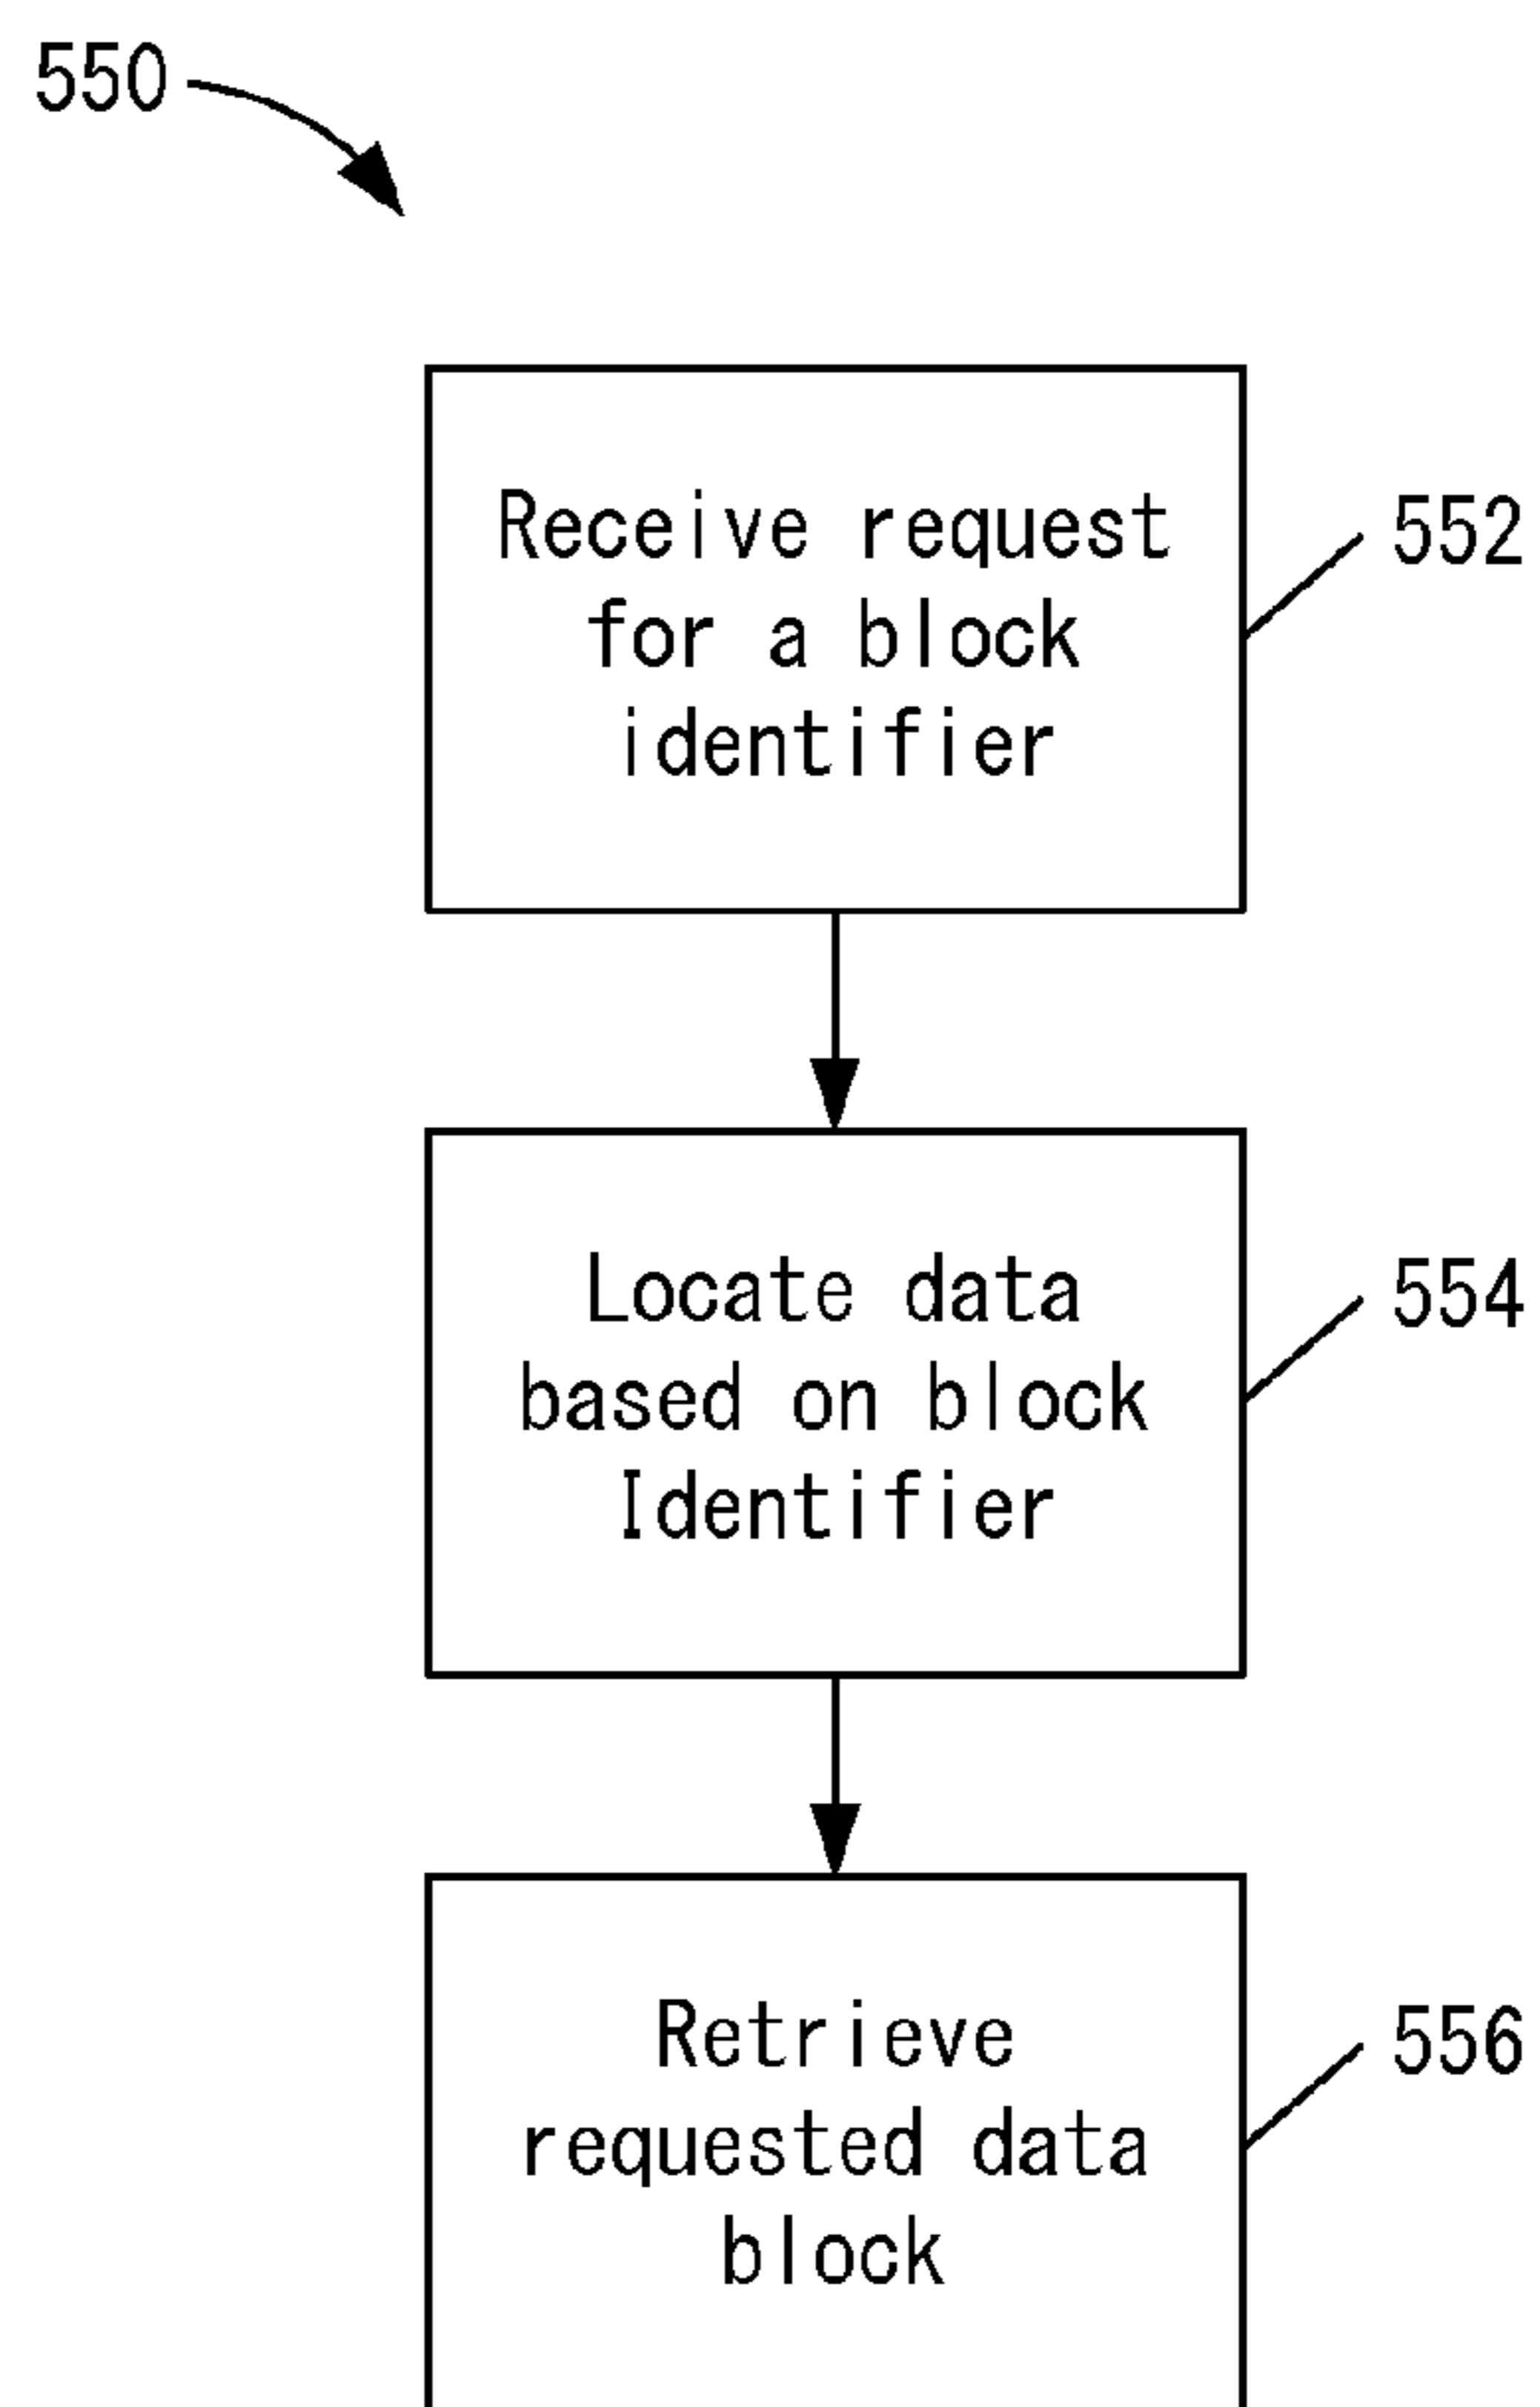 550
Receive request
for a block
identifier
552
Locate data
based on block
Identifier
554
Retrieve
requested data
block
556